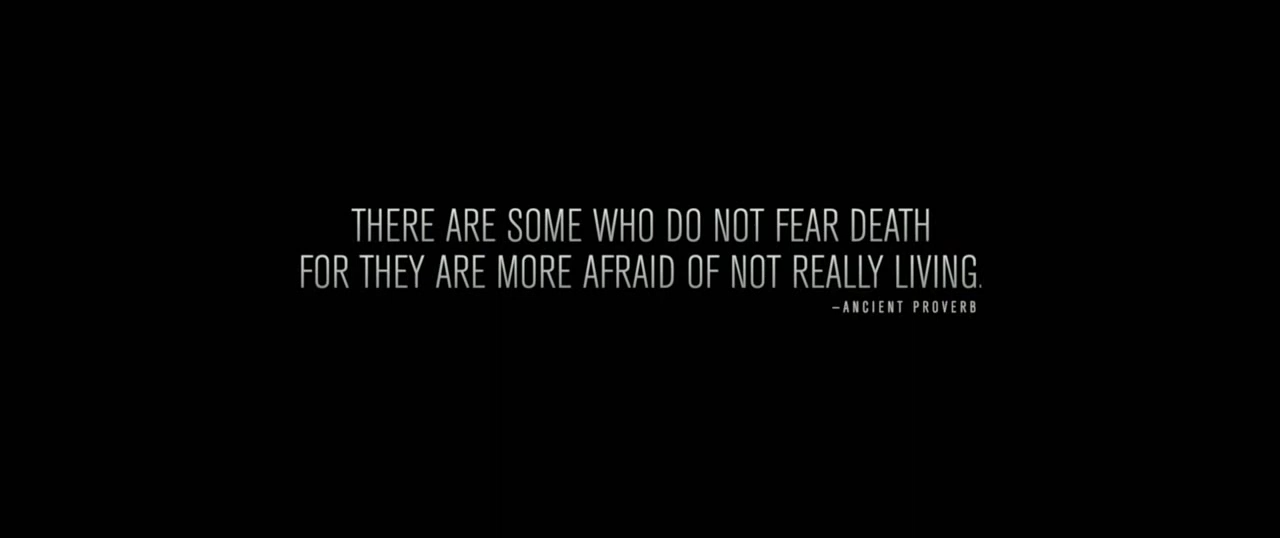 THERE ARE SOME WHO DO NOT FEAR DEATH
FOR THEY ARE MORE AFRAID OF NOT REALLY LIVING.
–ANCIENT PROVERB